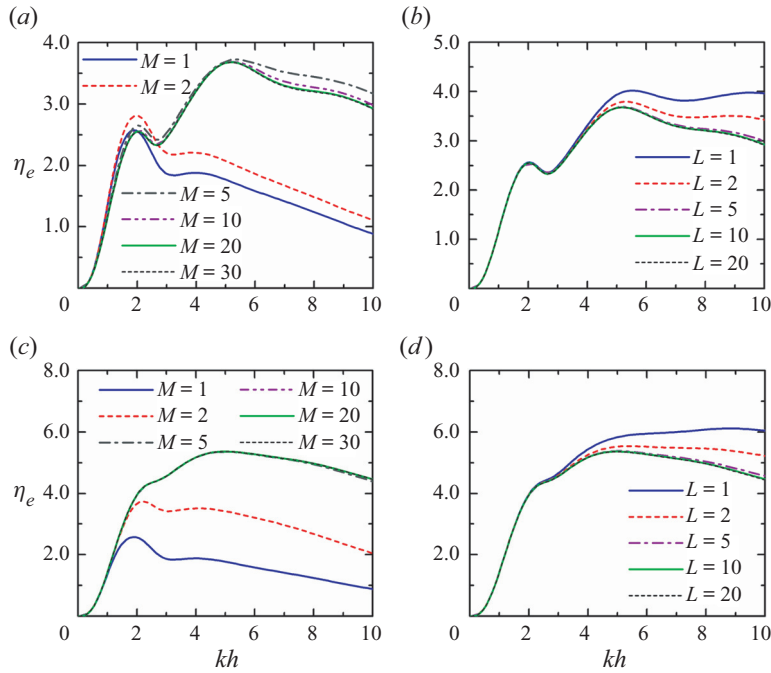 (a)
4.0
3.0
2.0
1.0
0
2
4
6
8
10
ηe
M = 1
M = 2
M = 5
M = 10
M = 20
M = 30
(b)
5.0
4.0
3.0
2.0
1.0
0
2
4
6
8
10
L = 1
L = 2
L = 5
L = 10
L = 20
(c)
8.0
6.0
4.0
2.0
0
2
4
6
8
10
ηe
kh
M = 1
M = 2
M = 5
M = 10
M = 20
M = 30
(d)
8.0
6.0
4.0
2.0
0
2
4
6
8
10
kh
L = 1
L = 2
L = 5
L = 10
L = 20